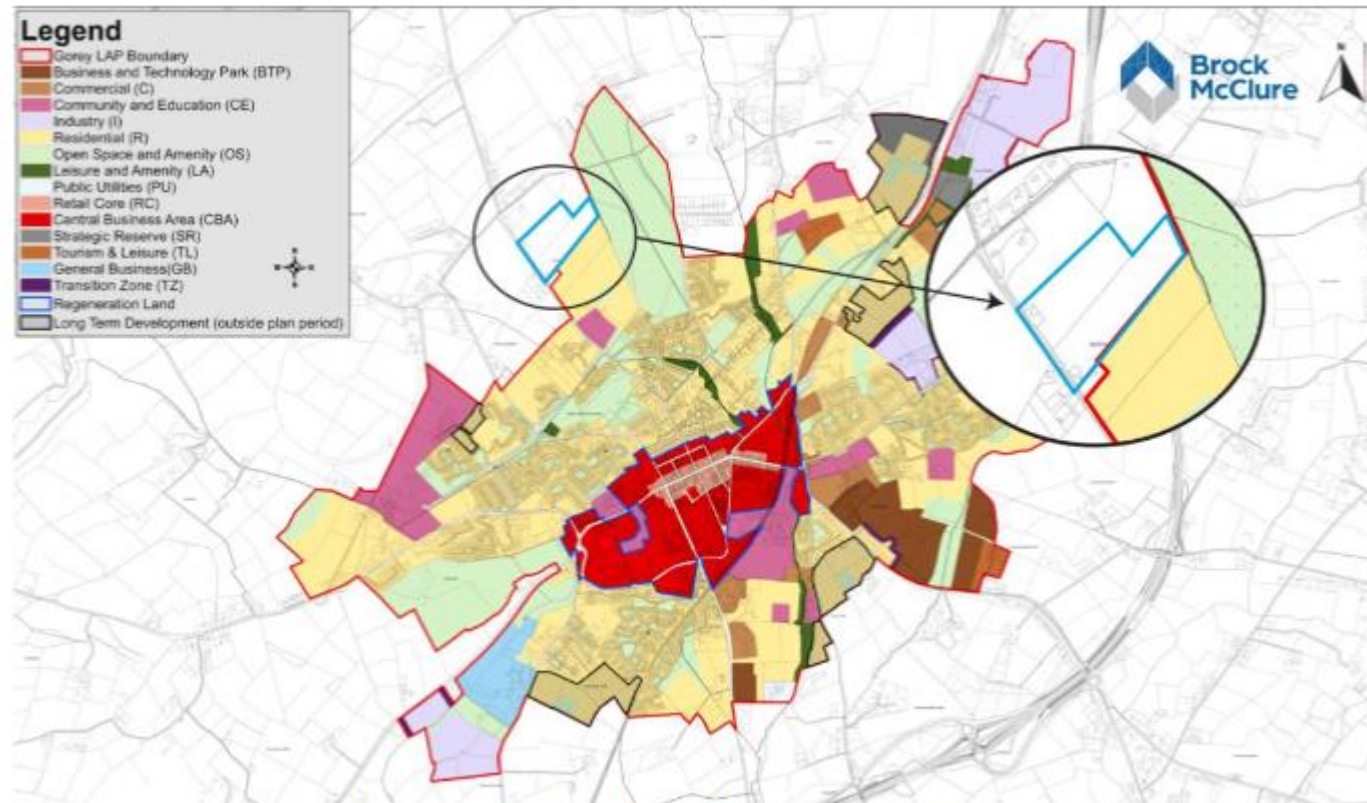 Legend
Gorey LAP Boundary
Business and Technology Park (BTP)
Commercial (C)
Community and Education (CE)
Industry (I)
Residential (R)
Open Space and Amenity (OS)
Leisure and Amenity (LA)
Public Utilities (PU)
Retail Core (RC)
Central Business Area (CBA)
Strategic Reserve (SR)
Tourism & Leisure (TL)
General Business(GB)
Transition Zone (TZ)
Regeneration Land
Long Term Development (outside plan period)
Brock
McClure